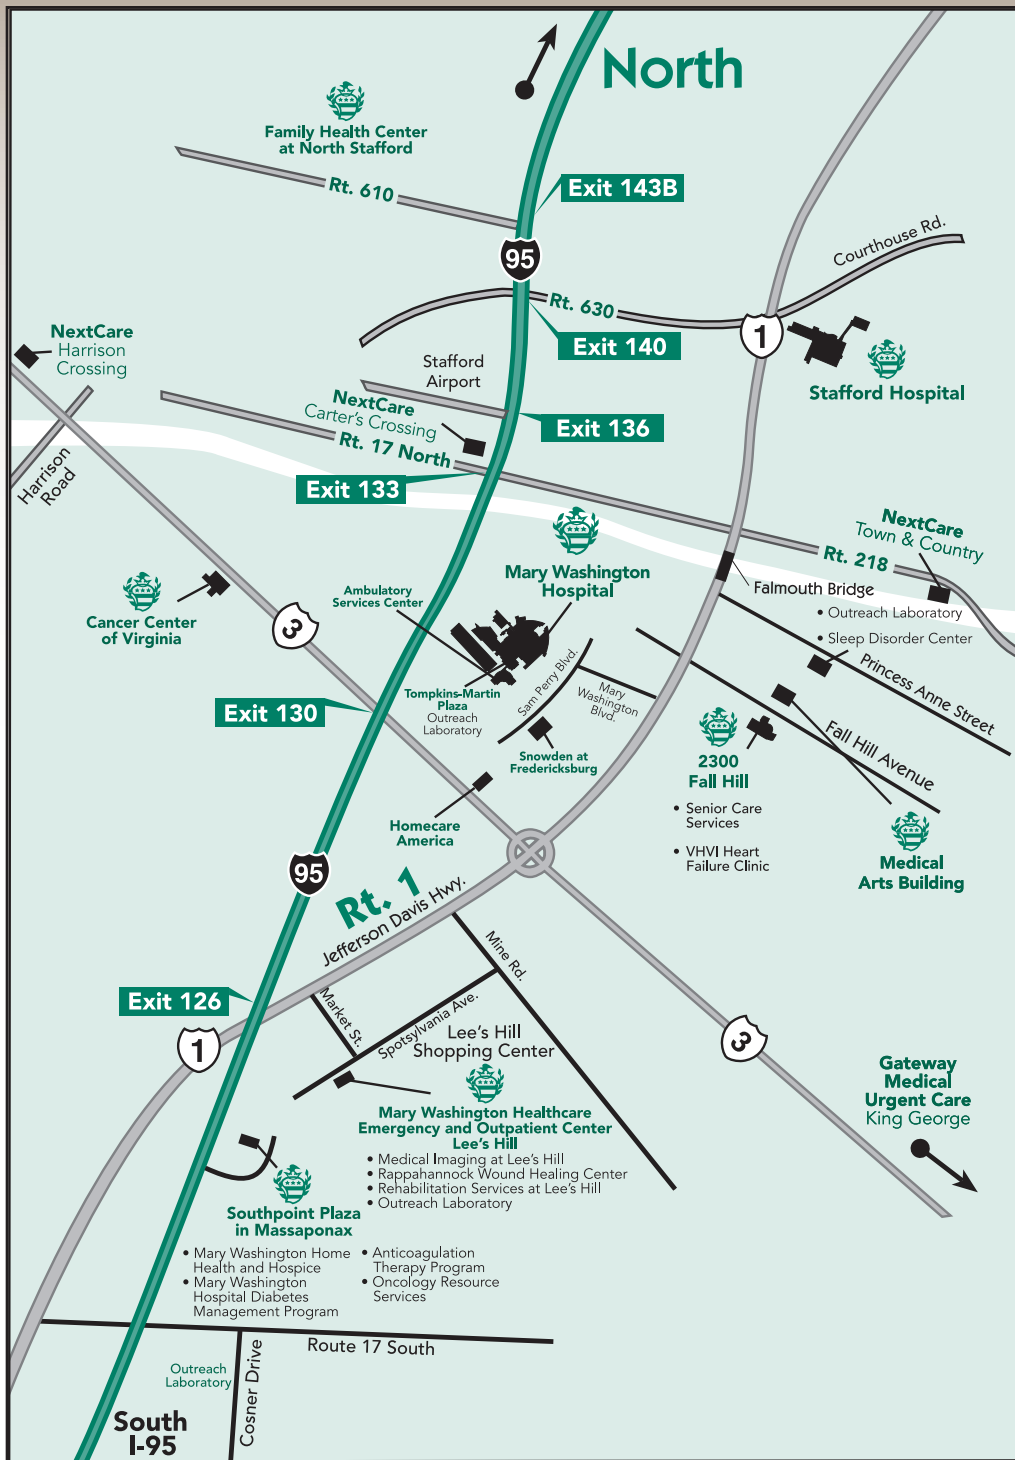 North
Family Health Center
at North Stafford
Rt. 610
Exit 143B
95
Courthouse Rd.
Rt. 630
1
Exit 140
NextCare
Harrison
Crossing
Stafford
Airport
Stafford Hospital
NextCare
Carter's Crossing
Exit 136
Rt. 17 North
Harrison
Road
Exit 133
NextCare
Town & Country
Rt. 218
Mary Washington
Hospital
Falmouth Bridge
Ambulatory
Services Center
• Outreach Laboratory
• Sleep Disorder Center
Cancer Center
of Virginia
3
Princess Anne Street
Sam Perry Blvd.
Mary
Washington
Blvd.
Tompkins-Martin
Plaza
Outreach
Laboratory
Exit 130
Fall Hill Avenue
Snowden at
Fredericksburg
2300
Fall Hill
• Senior Care
Services
• VHVI Heart
Failure Clinic
Homecare
America
Medical
Arts Building
95
Rt. 1
Jefferson Davis Hwy.
Mine Rd.
Exit 126
Market St.
Spotsylvania Ave.
Lee's Hill
Shopping Center
1
3
Gateway
Medical
Urgent Care
King George
Mary Washington Healthcare
Emergency and Outpatient Center
Lee's Hill
• Medical Imaging at Lee's Hill
• Rappahannock Wound Healing Center
• Rehabilitation Services at Lee's Hill
• Outreach Laboratory
Southpoint Plaza
in Massaponax
• Mary Washington Home
Health and Hospice
• Mary Washington
Hospital Diabetes
Management Program
• Anticoagulation
Therapy Program
• Oncology Resource
Services
Route 17 South
Outreach
Laboratory
Cosner Drive
South
I-95